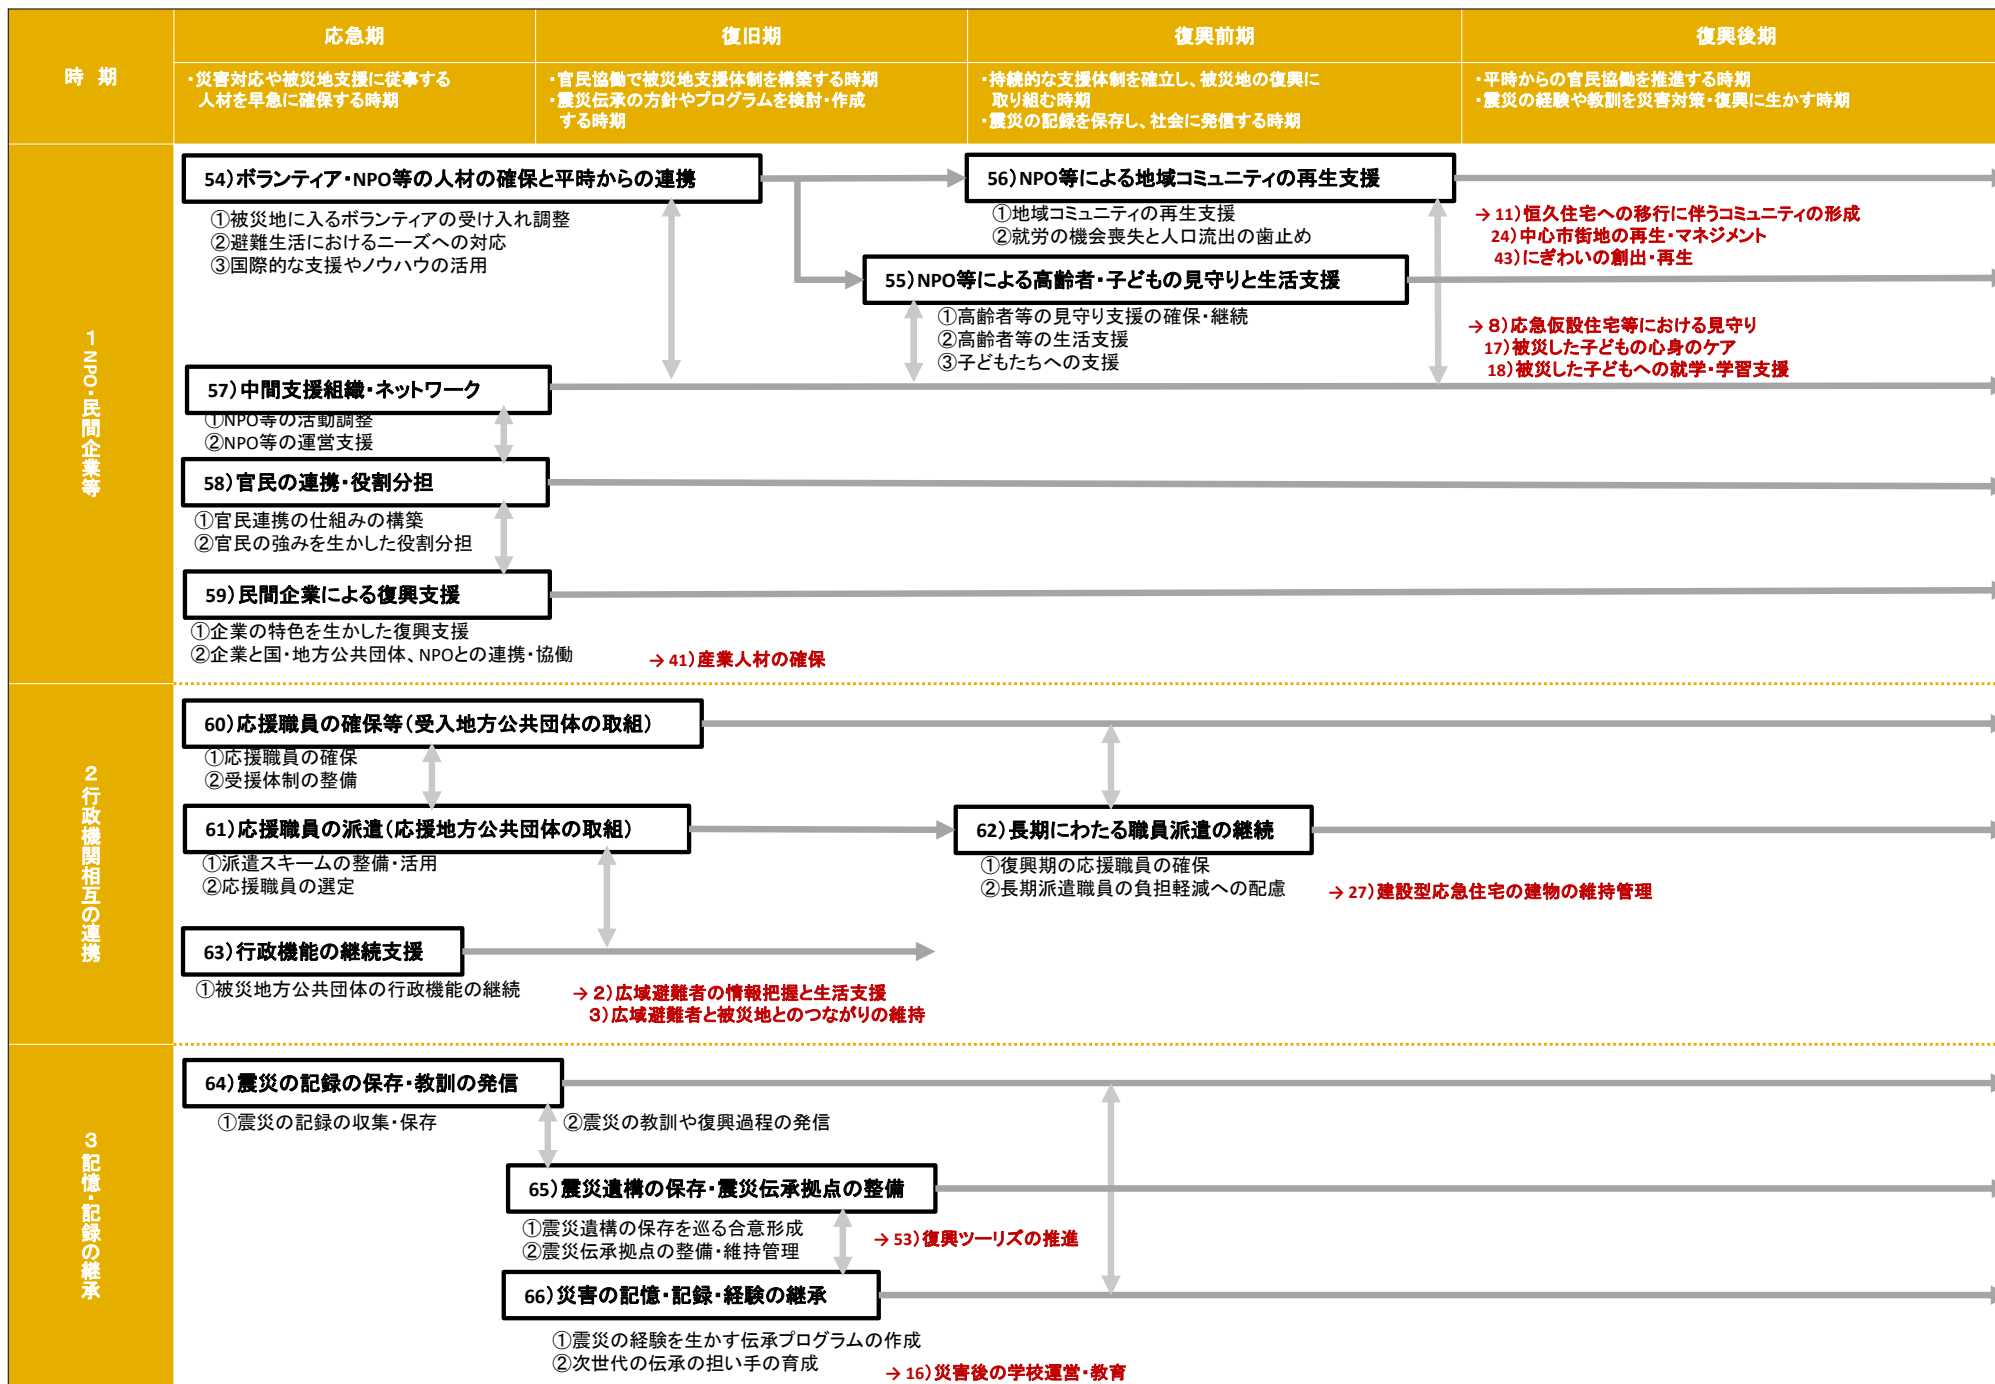 時 期
応急期
復旧期
復興前期
復興後期
・災害対応や被災地支援に従事する
人材を早急に確保する時期
・官民協働で被災地支援体制を構築する時期
・震災伝承の方針やプログラムを検討・作成
する時期
・持続的な支援体制を確立し、被災地の復興に
取り組む時期
・震災の記録を保存し、社会に発信する時期
・平時からの官民協働を推進する時期
・震災の経験や教訓を災害対策・復興に生かす時期
1 NPO・民間企業等
54)ボランティア・NPO等の人材の確保と平時からの連携
①被災地に入るボランティアの受け入れ調整
②避難生活におけるニーズへの対応
③国際的な支援やノウハウの活用
56)NPO等による地域コミュニティの再生支援
①地域コミュニティの再生支援
②就労の機会喪失と人口流出の歯止め
→11)恒久住宅への移行に伴うコミュニティの形成
24)中心市街地の再生・マネジメント
43)にぎわいの創出・再生
55)NPO等による高齢者・子どもの見守りと生活支援
①高齢者等の見守り支援の確保・継続
②高齢者等の生活支援
③子どもたちへの支援
→8)応急仮設住宅等における見守り
17)被災した子どもの心身のケア
18)被災した子どもへの就学・学習支援
57)中間支援組織・ネットワーク
①NPO等の活動調整
②NPO等の運営支援
58)官民の連携・役割分担
①官民連携の仕組みの構築
②官民の強みを生かした役割分担
59)民間企業による復興支援
①企業の特色を生かした復興支援
②企業と国・地方公共団体、NPOとの連携・協働
→41)産業人材の確保
2 行政機関相互の連携
60)応援職員の確保等(受入地方公共団体の取組)
①応援職員の確保
②受援体制の整備
61)応援職員の派遣(応援地方公共団体の取組)
①派遣スキームの整備・活用
②応援職員の選定
62)長期にわたる職員派遣の継続
①復興期の応援職員の確保
②長期派遣職員の負担軽減への配慮
→27)建設型応急住宅の建物の維持管理
63)行政機能の継続支援
①被災地方公共団体の行政機能の継続
→2)広域避難者の情報把握と生活支援
3)広域避難者と被災地とのつながりの維持
3 記憶・記録の継承
64)震災の記録の保存・教訓の発信
①震災の記録の収集・保存
②震災の教訓や復興過程の発信
65)震災遺構の保存・震災伝承拠点の整備
①震災遺構の保存を巡る合意形成
②震災伝承拠点の整備・維持管理
→53)復興ツーリズの推進
66)災害の記憶・記録・経験の継承
①震災の経験を生かす伝承プログラムの作成
②次世代の伝承の担い手の育成
→16)災害後の学校運営・教育